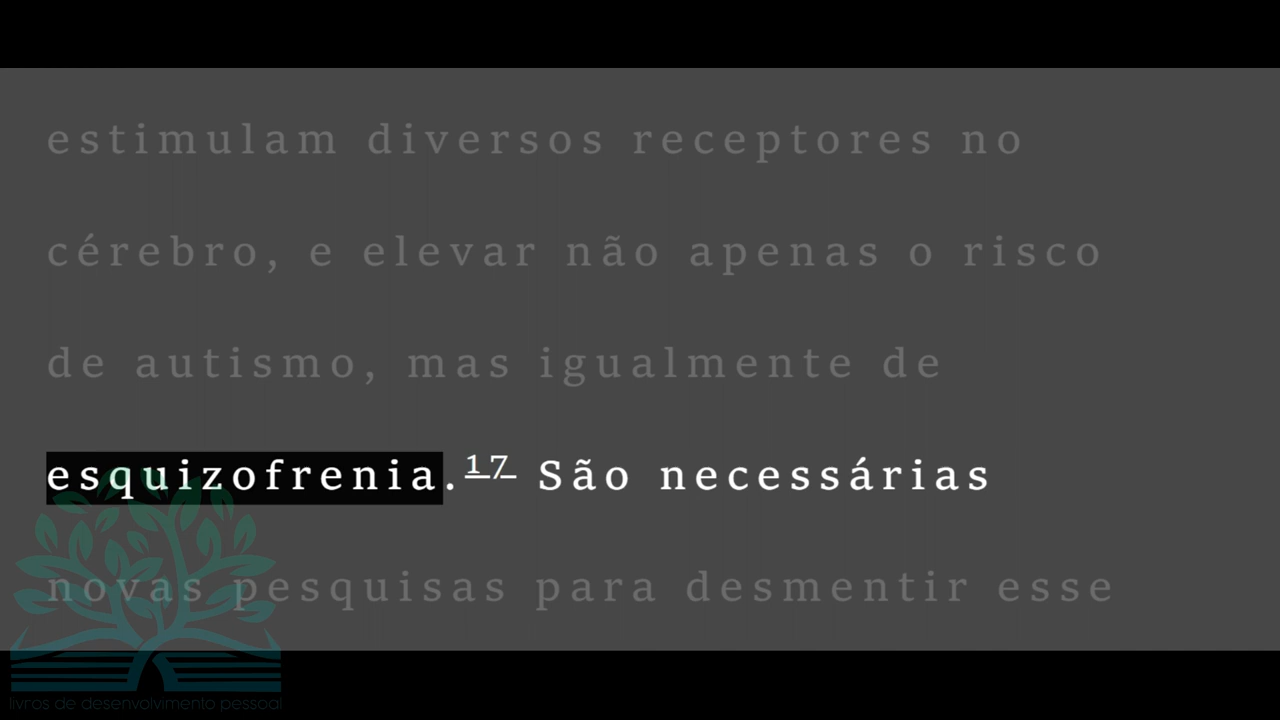 estimulam diversos receptores no
cérebro, e elevar não apenas o risco
de autismo, mas igualmente de
esquizofrenia.17 São necessárias
novas pesquisas para desmentir esse
livros de desenvolvimento pessoal